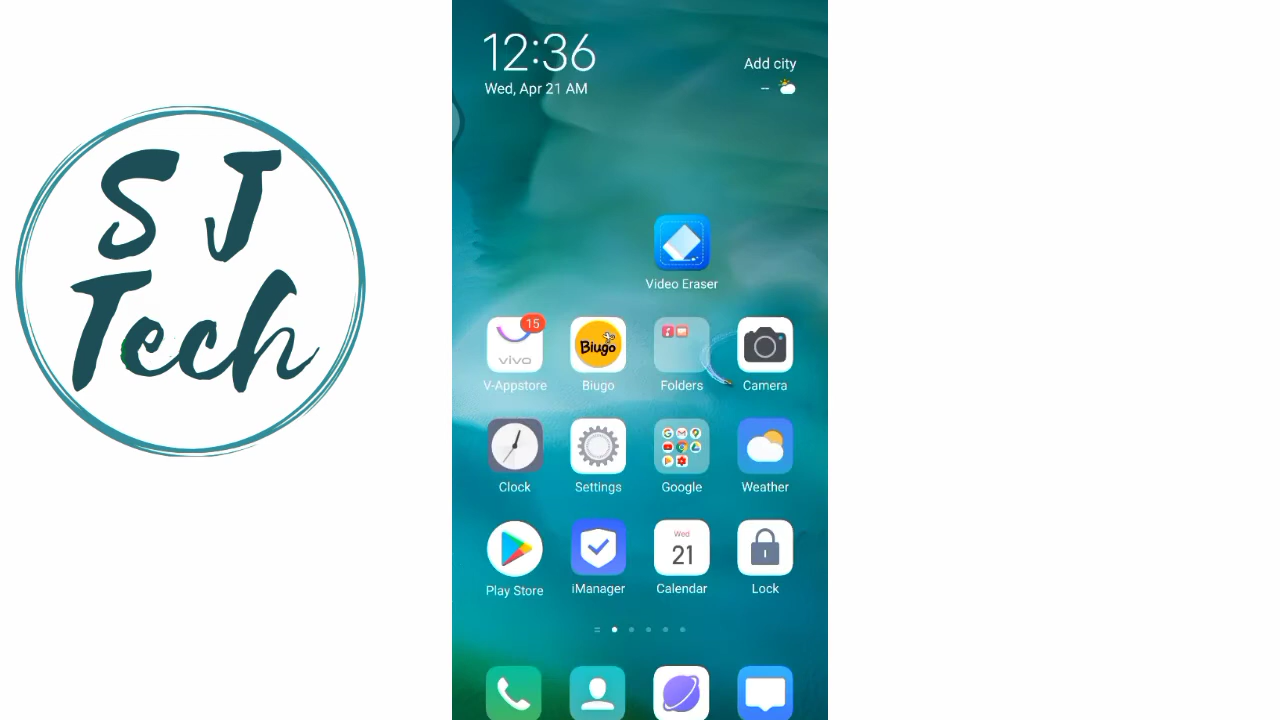 S J
Tech
12:36
Wed, Apr 21 AM
Add city
--
Video Eraser
15
vivo
Biugo
V-Appstore
Biugo
Folders
Camera
Clock
Settings
Google
Weather
Wed
21
Play Store
iManager
Calendar
Lock